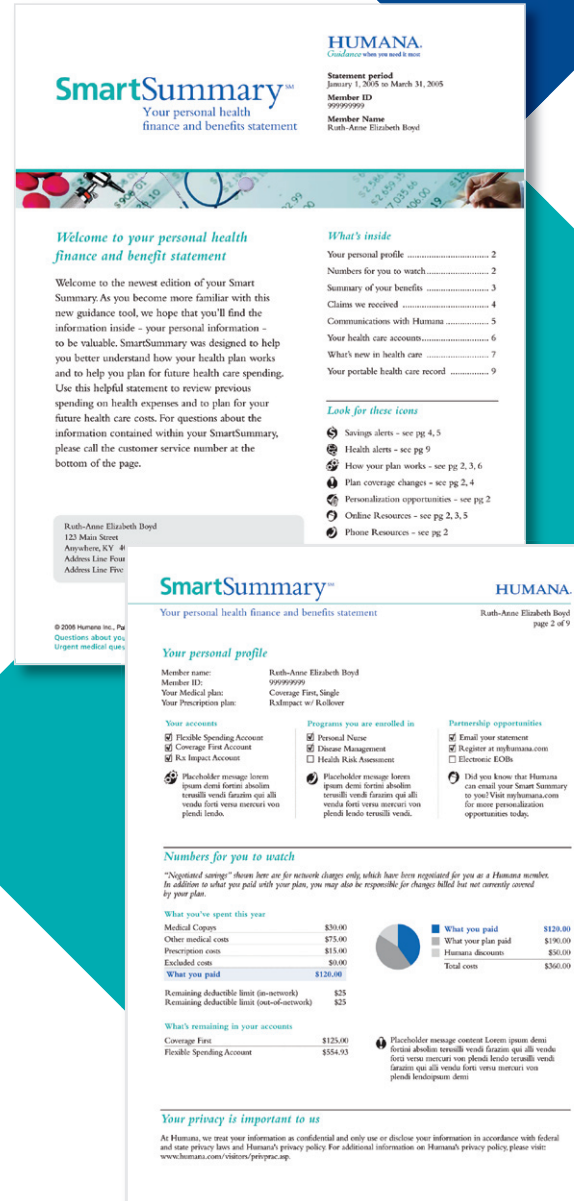 HUMANA.
Guidance when you need it most
SmartSummary℠
Your personal health
finance and benefits statement
Statement period
January 1, 2005 to March 31, 2005
Member ID
999999999
Member Name
Ruth-Anne Elizabeth Boyd
Welcome to your personal health
finance and benefit statement
Welcome to the newest edition of your Smart
Summary. As you become more familiar with this
new guidance tool, we hope that you'll find the
information inside – your personal information –
to be valuable. SmartSummary was designed to help
you better understand how your health plan works
and to help you plan for future health care spending.
Use this helpful statement to review previous
spending on health expenses and to plan for your
future health care costs. For questions about the
information contained within your SmartSummary,
please call the customer service number at the
bottom of the page.
What's inside
Your personal profile ................................ 2
Numbers for you to watch ......................... 2
Summary of your benefits ......................... 3
Claims we received .................................. 4
Communications with Humana ................. 5
Your health care accounts .......................... 6
What's new in health care ........................ 7
Your portable health care record ............... 9
Look for these icons
Savings alerts – see pg 4, 5
Health alerts – see pg 9
How your plan works – see pg 2, 3, 6
Plan coverage changes – see pg 2, 4
Personalization opportunities – see pg 2
Online Resources – see pg 2, 3, 5
Phone Resources – see pg 2
Ruth-Anne Elizabeth Boyd
123 Main Street
Anywhere, KY
Address Line Four
Address Line Five
Humana Inc.,
Questions about
Urgent medical
SmartSummary℠
HUMANA.
Your personal health finance and benefits statement
Ruth-Anne Elizabeth Boyd
page 2 of 9
Your personal profile
Member name: Ruth-Anne Elizabeth Boyd
Member ID: 999999999
Your Medical plan: Coverage First, Single
Your Prescription plan: RxImpact w/ Rollover
Your accounts
Flexible Spending Account
Coverage First Account
Rx Impact Account
Placeholder message lorem
ipsum demi fortini absolim
terusilli vendi farazim qui alli
vendu forti versu mercuri von
plendi lendo.
Programs you are enrolled in
Personal Nurse
Disease Management
Health Risk Assessment
Placeholder message lorem
ipsum demi fortini absolim
terusilli vendi farazim qui alli
vendu forti versu mercuri von
plendi lendo terusilli vendi.
Partnership opportunities
Email your statement
Register at myhumana.com
Electronic EOBs
Did you know that Humana
can email your Smart Summary
to you? Visit myhumana.com
for more personalization
opportunities today.
Numbers for you to watch
"Negotiated savings" shown here are for network charges only, which have been negotiated for you as a Humana member.
In addition to what you paid with your plan, you may also be responsible for changes billed but not currently covered
by your plan.
What you've spent this year
Medical Copays $30.00
Other medical costs $75.00
Prescription costs $15.00
Excluded costs $0.00
What you paid $120.00
Remaining deductible limit (in-network) $25
Remaining deductible limit (out-of-network) $25
What you paid $120.00
What your plan paid $190.00
Humana discounts $50.00
Total costs $360.00
What's remaining in your accounts
Coverage First $125.00
Flexible Spending Account $554.93
Placeholder message content Lorem ipsum demi
fortini absolim terusilli vendi farazim qui alli vendu
forti versu mercuri von plendi lendo terusilli vendi
farazim qui alli vendu forti versu mercuri von
plendi lendoipsum demi
Your privacy is important to us
At Humana, we treat your information as confidential and only use or disclose your information in accordance with federal
and state privacy laws and Humana's privacy policy. For additional information on Humana's privacy policy, please visit:
www.humana.com/visitors/privprac.asp.